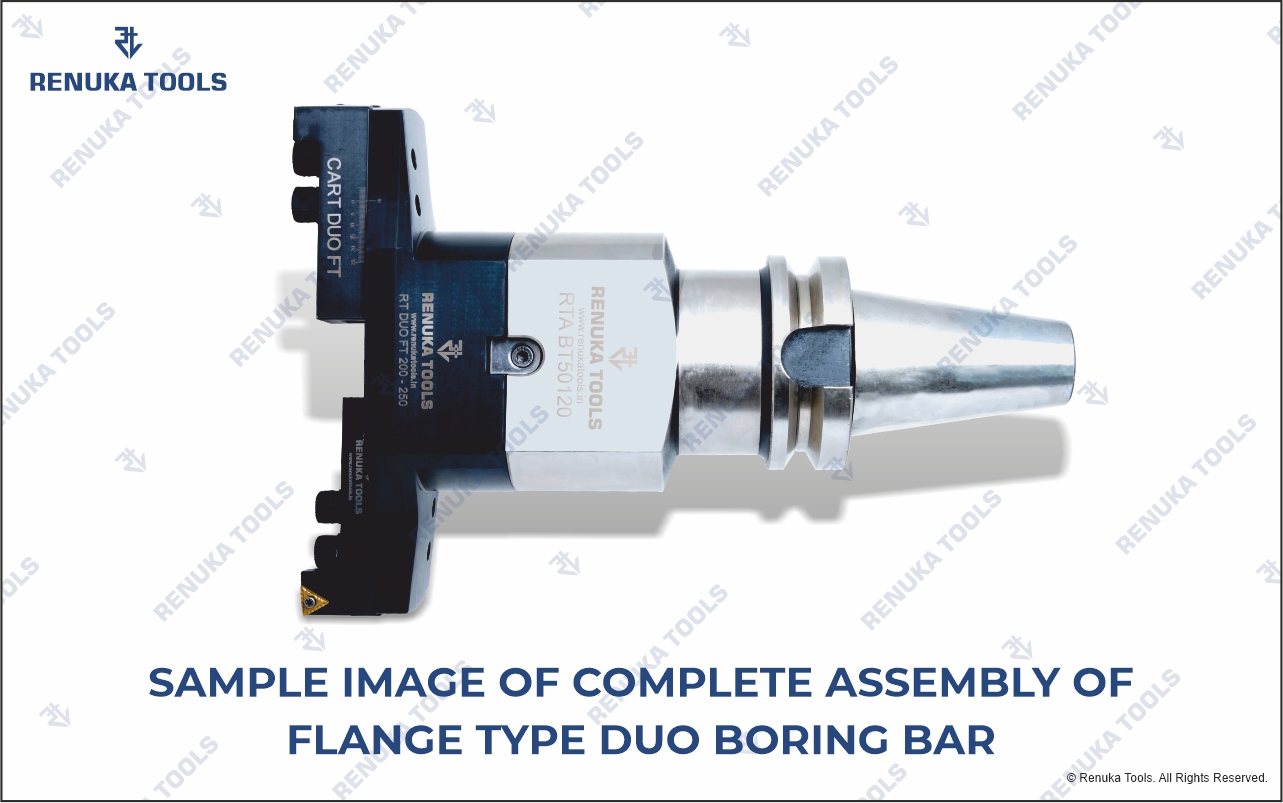 RENUKA TOOLS
CART DUO FT
RENUKA TOOLS
www.renukatools.in
RT DUO FT 200 - 250
RENUKA TOOLS
www.renukatools.in
RTA BT50120
RENUKA TOOLS
SAMPLE IMAGE OF COMPLETE ASSEMBLY OF
FLANGE TYPE DUO BORING BAR
© Renuka Tools. All Rights Reserved.